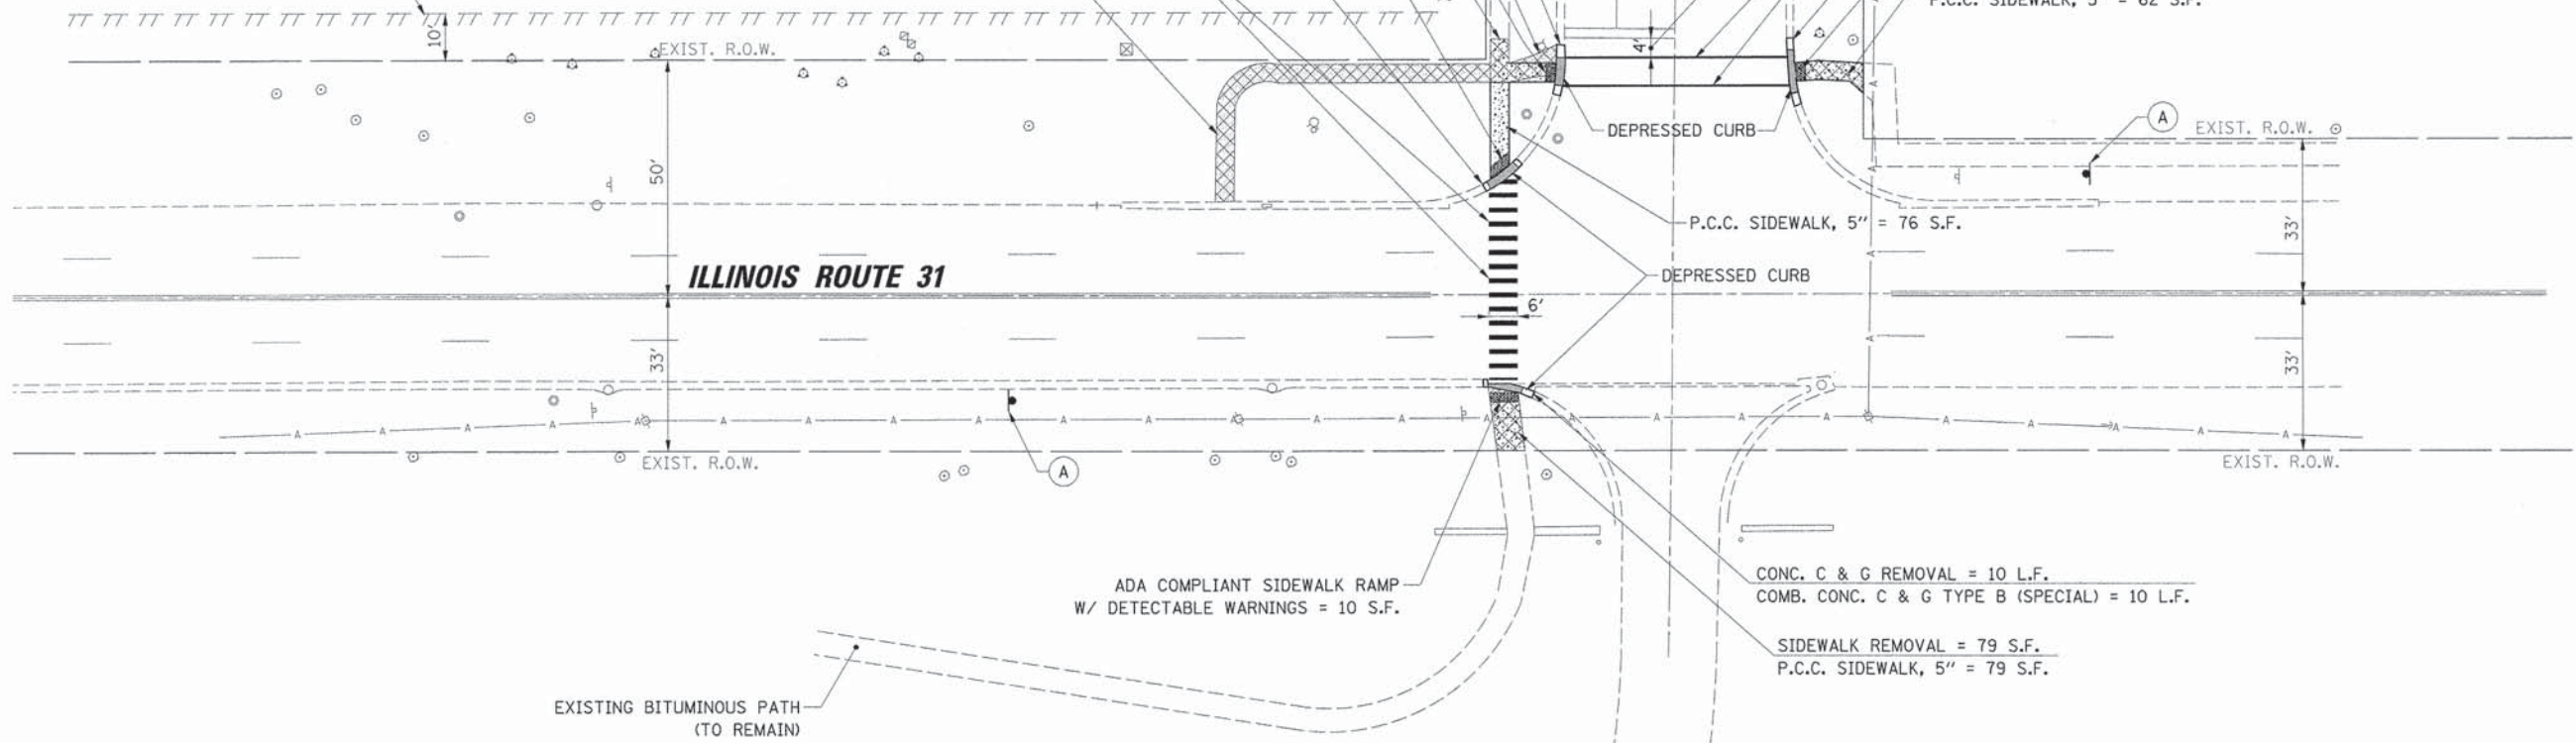 P.C.C. SIDEWALK, 5" = 62 S.F.
10'
EXIST. R.O.W.
4'
DEPRESSED CURB
A
EXIST. R.O.W.
50'
P.C.C. SIDEWALK, 5" = 76 S.F.
33'
ILLINOIS ROUTE 31
DEPRESSED CURB
6'
33'
33'
A A A A A A A A A A A A A A A A A A A A A A
EXIST. R.O.W.
A
EXIST. R.O.W.
ADA COMPLIANT SIDEWALK RAMP
W/ DETECTABLE WARNINGS = 10 S.F.
CONC. C & G REMOVAL = 10 L.F.
COMB. CONC. C & G TYPE B (SPECIAL) = 10 L.F.
SIDEWALK REMOVAL = 79 S.F.
P.C.C. SIDEWALK, 5" = 79 S.F.
EXISTING BITUMINOUS PATH
(TO REMAIN)